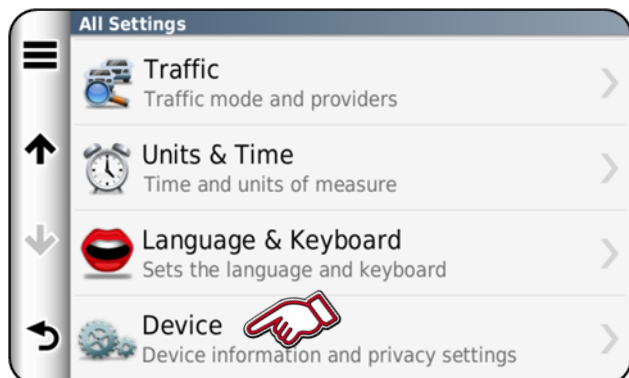 All Settings
Traffic
Traffic mode and providers
Units & Time
Time and units of measure
Language & Keyboard
Sets the language and keyboard
Device
Device information and privacy settings